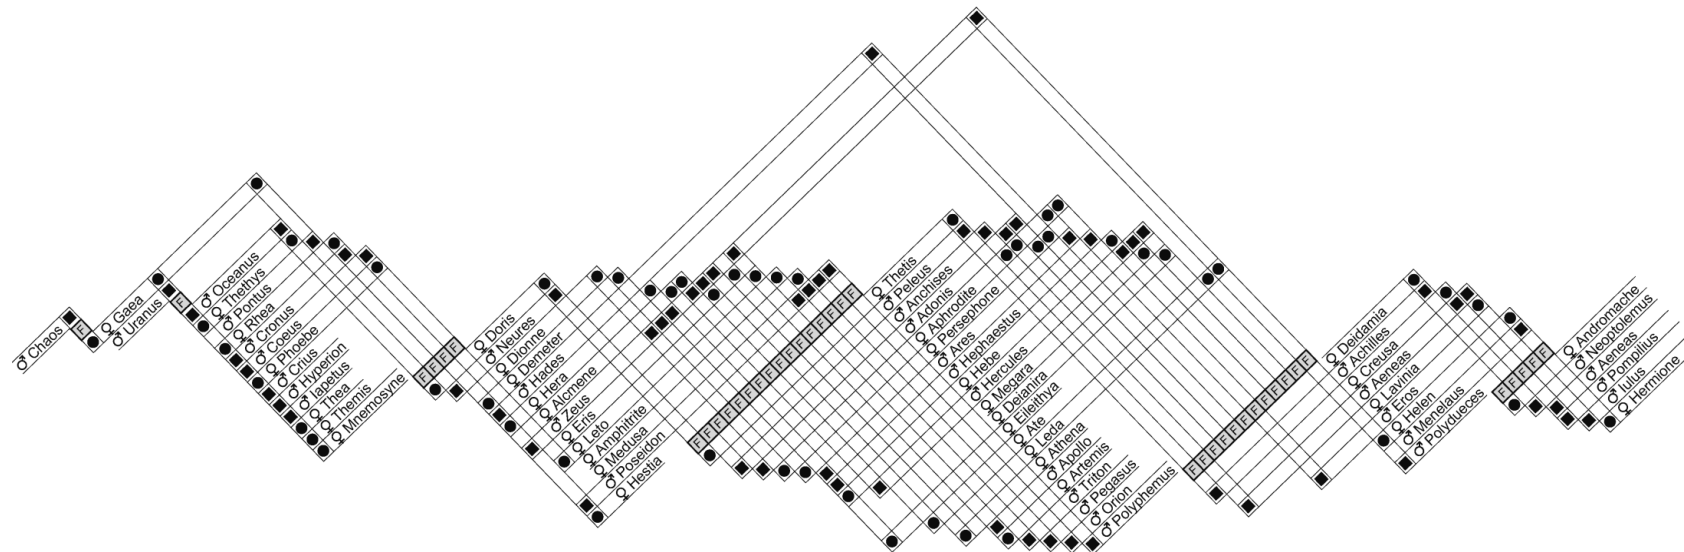 ♂ Chaos
F
♀ Gaea
♂ Uranus
F
♂ Oceanus
♀ Thethys
♂ Pontus
♀ Rhea
♂ Cronus
♂ Coeus
♀ Phoebe
♂ Crius
♂ Hyperion
♂ Iapetus
♀ Thea
♀ Themis
♀ Mnemosyne
F F F F
♀ Doris
♂ Neures
♀ Dionne
♀ Demeter
♂ Hades
♀ Hera
♀ Alcmene
♂ Zeus
♀ Eris
♀ Leto
♀ Amphitrite
♀ Medusa
♂ Poseidon
♀ Hestia
F F F F F F F F F F F F F F F
♀ Thetis
♂ Peleus
♂ Anchises
♂ Adonis
♀ Aphrodite
♀ Persephone
♂ Ares
♂ Hephaestus
♀ Hebe
♂ Hercules
♀ Megara
♀ Deianira
♀ Eileithya
♀ Ate
♀ Leda
♀ Athena
♂ Apollo
♀ Artemis
♂ Triton
♂ Pegasus
♂ Orion
♂ Polyphemus
F F F F F F F F F F F F
♀ Deidamia
♂ Achilles
♀ Creusa
♂ Aeneas
♀ Lavinia
♂ Eros
♀ Helen
♂ Menelaus
♂ Polydueces
F F F F F
♀ Andromache
♂ Neoptolemus
♂ Aeneas
♂ Pompilius
♂ Iulus
♀ Hermione